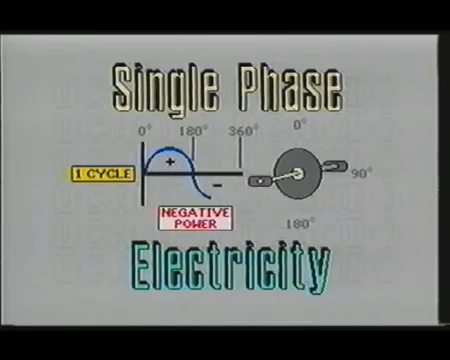 Single Phase
0° 180° 360° 0°
+
1 CYCLE
90°
-
NEGATIVE
POWER
180°
Electricity